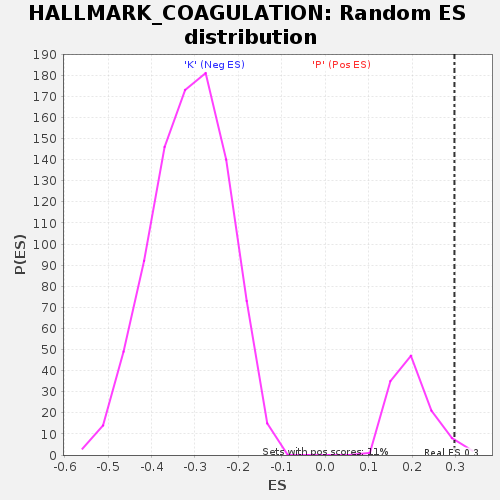 HALLMARK_COAGULATION: Random ES
distribution
'K' (Neg ES)
'P' (Pos ES)
190
180
170
160
150
140
130
120
110
100
90
80
70
60
50
40
30
20
10
0
P(ES)
Sets with pos scores: 11%
Real ES 0.3
-0.6 -0.5 -0.4 -0.3 -0.2 -0.1 0.0 0.1 0.2 0.3
ES